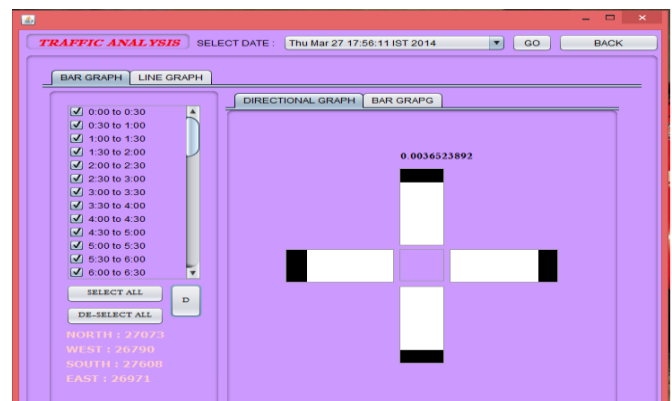 TRAFFIC ANALYSIS SELECT DATE : Thu Mar 27 17:56:11 IST 2014 GO BACK
BAR GRAPH LINE GRAPH
DIRECTIONAL GRAPH BAR GRAPG
0:00 to 0:30
0:30 to 1:00
1:00 to 1:30
1:30 to 2:00
2:00 to 2:30
2:30 to 3:00
3:00 to 3:30
3:30 to 4:00
4:00 to 4:30
4:30 to 5:00
5:00 to 5:30
5:30 to 6:00
6:00 to 6:30
SELECT ALL
D
DE-SELECT ALL
NORTH : 27073
WEST : 26790
SOUTH : 27608
EAST : 26971
0.0036523892